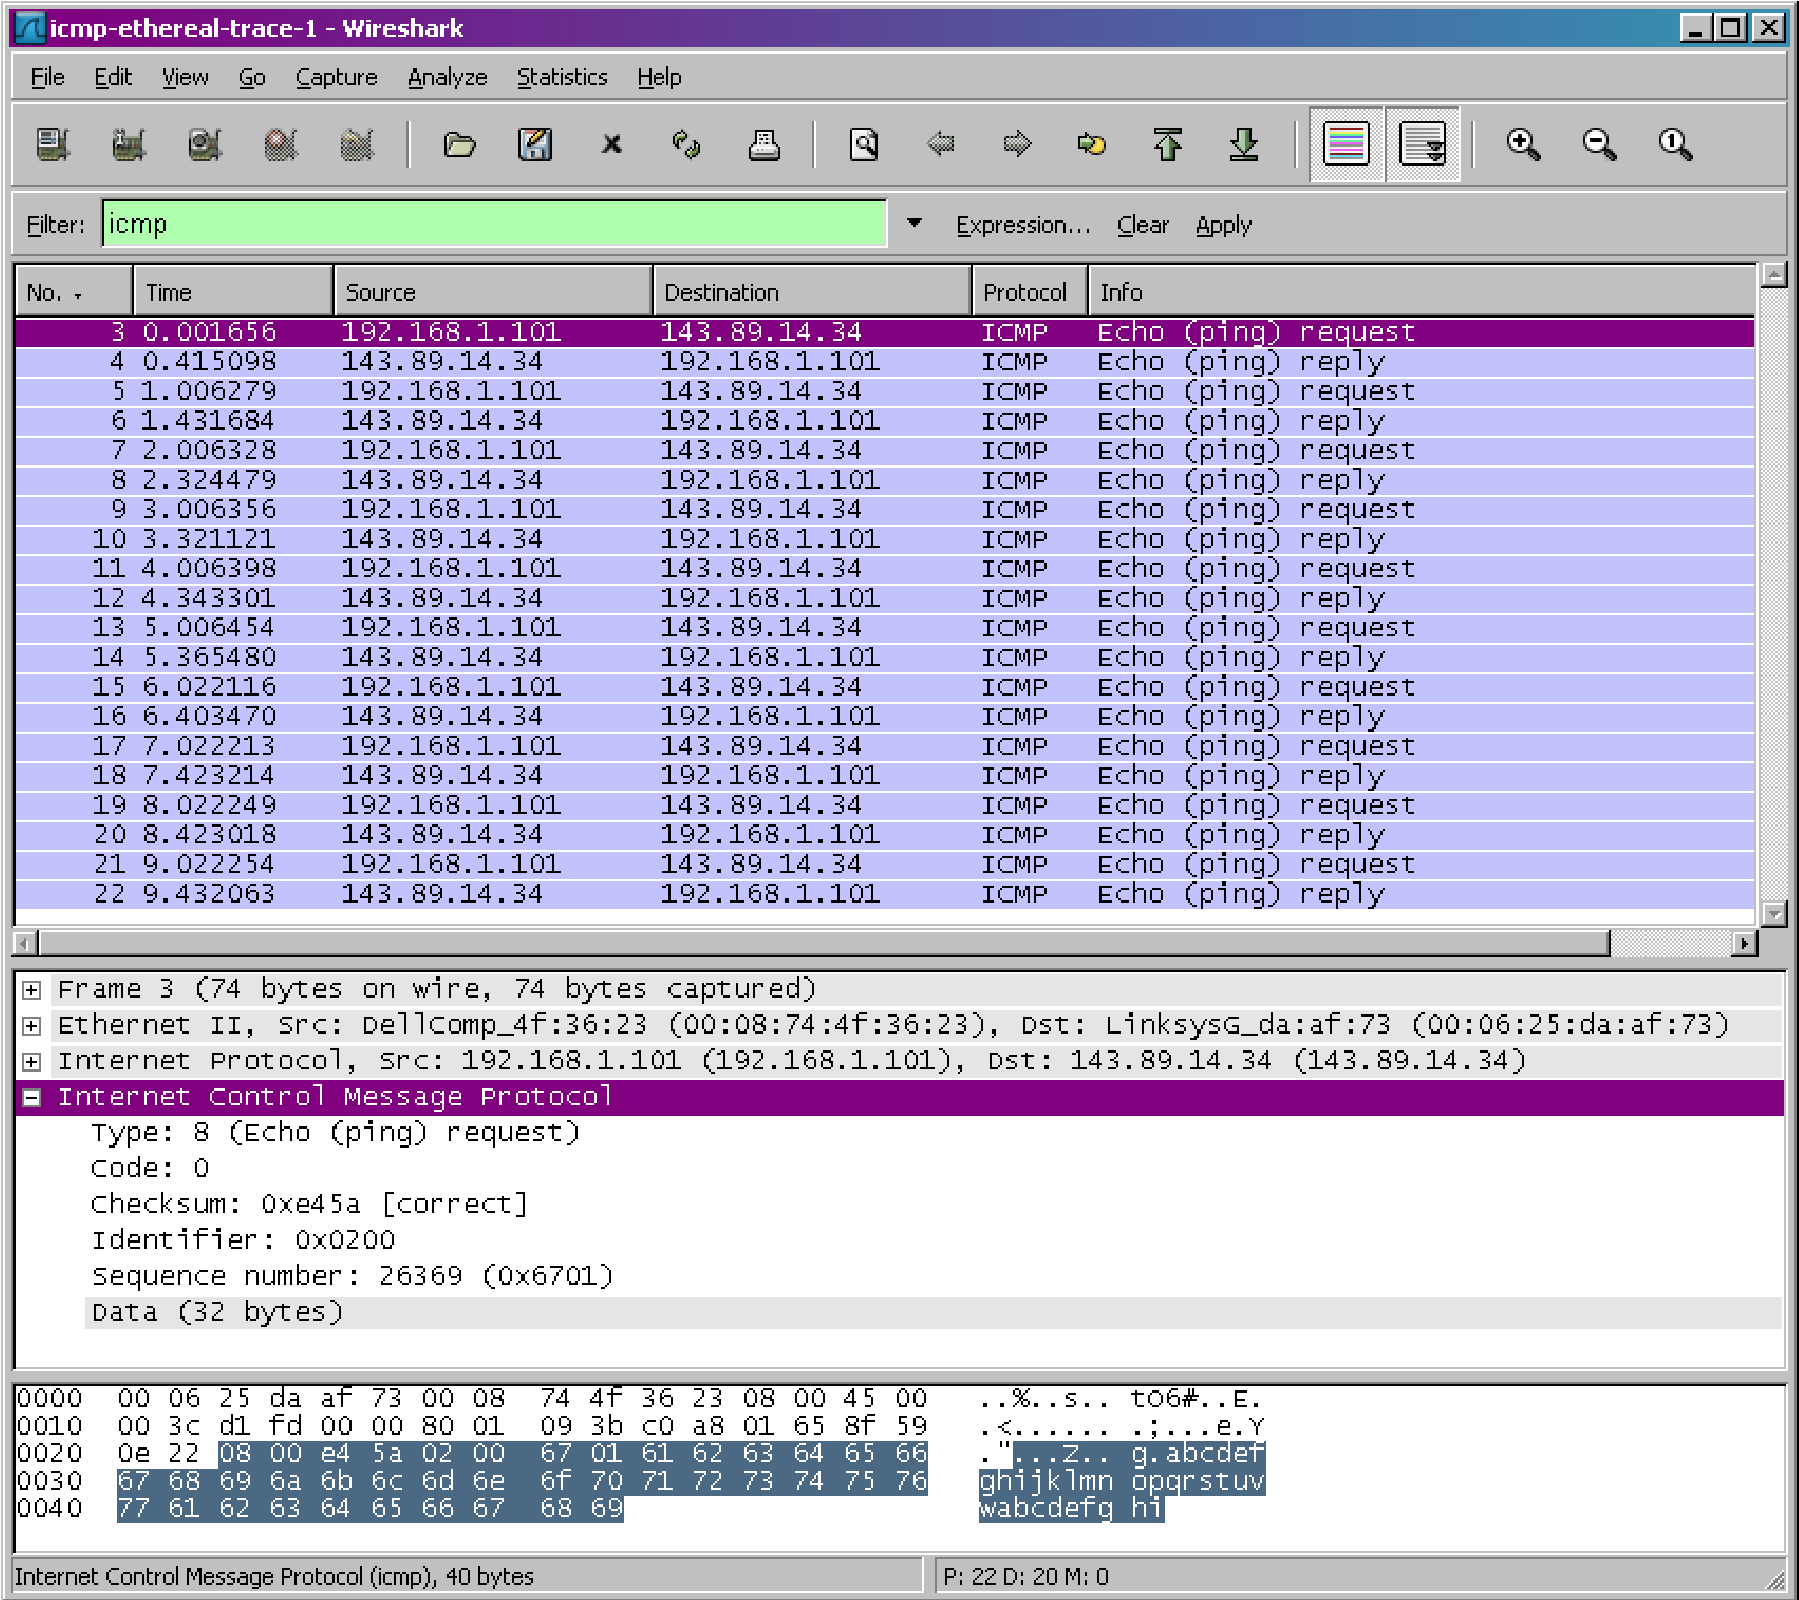 icmp-ethereal-trace-1 - Wireshark
File Edit View Go Capture Analyze Statistics Help
Filter: icmp Expression... Clear Apply
No. Time Source Destination Protocol Info
3 0.001656 192.168.1.101 143.89.14.34 ICMP Echo (ping) request
4 0.415098 143.89.14.34 192.168.1.101 ICMP Echo (ping) reply
5 1.006279 192.168.1.101 143.89.14.34 ICMP Echo (ping) request
6 1.431684 143.89.14.34 192.168.1.101 ICMP Echo (ping) reply
7 2.006328 192.168.1.101 143.89.14.34 ICMP Echo (ping) request
8 2.324479 143.89.14.34 192.168.1.101 ICMP Echo (ping) reply
9 3.006356 192.168.1.101 143.89.14.34 ICMP Echo (ping) request
10 3.321121 143.89.14.34 192.168.1.101 ICMP Echo (ping) reply
11 4.006398 192.168.1.101 143.89.14.34 ICMP Echo (ping) request
12 4.343301 143.89.14.34 192.168.1.101 ICMP Echo (ping) reply
13 5.006454 192.168.1.101 143.89.14.34 ICMP Echo (ping) request
14 5.365480 143.89.14.34 192.168.1.101 ICMP Echo (ping) reply
15 6.022116 192.168.1.101 143.89.14.34 ICMP Echo (ping) request
16 6.403470 143.89.14.34 192.168.1.101 ICMP Echo (ping) reply
17 7.022213 192.168.1.101 143.89.14.34 ICMP Echo (ping) request
18 7.423214 143.89.14.34 192.168.1.101 ICMP Echo (ping) reply
19 8.022249 192.168.1.101 143.89.14.34 ICMP Echo (ping) request
20 8.423018 143.89.14.34 192.168.1.101 ICMP Echo (ping) reply
21 9.022254 192.168.1.101 143.89.14.34 ICMP Echo (ping) request
22 9.432063 143.89.14.34 192.168.1.101 ICMP Echo (ping) reply
Frame 3 (74 bytes on wire, 74 bytes captured)
Ethernet II, Src: DellComp_4f:36:23 (00:08:74:4f:36:23), Dst: LinksysG_da:af:73 (00:06:25:da:af:73)
Internet Protocol, Src: 192.168.1.101 (192.168.1.101), Dst: 143.89.14.34 (143.89.14.34)
Internet Control Message Protocol
Type: 8 (Echo (ping) request)
Code: 0
Checksum: 0xe45a [correct]
Identifier: 0x0200
Sequence number: 26369 (0x6701)
Data (32 bytes)
0000 00 06 25 da af 73 00 08 74 4f 36 23 08 00 45 00 ..%..s.. tO6#..E.
0010 00 3c d1 fd 00 00 80 01 09 3b c0 a8 01 65 8f 59 .<...... .;...e.Y
0020 0e 22 08 00 e4 5a 02 00 67 01 61 62 63 64 65 66 ."...Z.. g.abcdef
0030 67 68 69 6a 6b 6c 6d 6e 6f 70 71 72 73 74 75 76 ghijklmn opqrstuv
0040 77 61 62 63 64 65 66 67 68 69 wabcdefg hi
Internet Control Message Protocol (icmp), 40 bytes P: 22 D: 20 M: 0